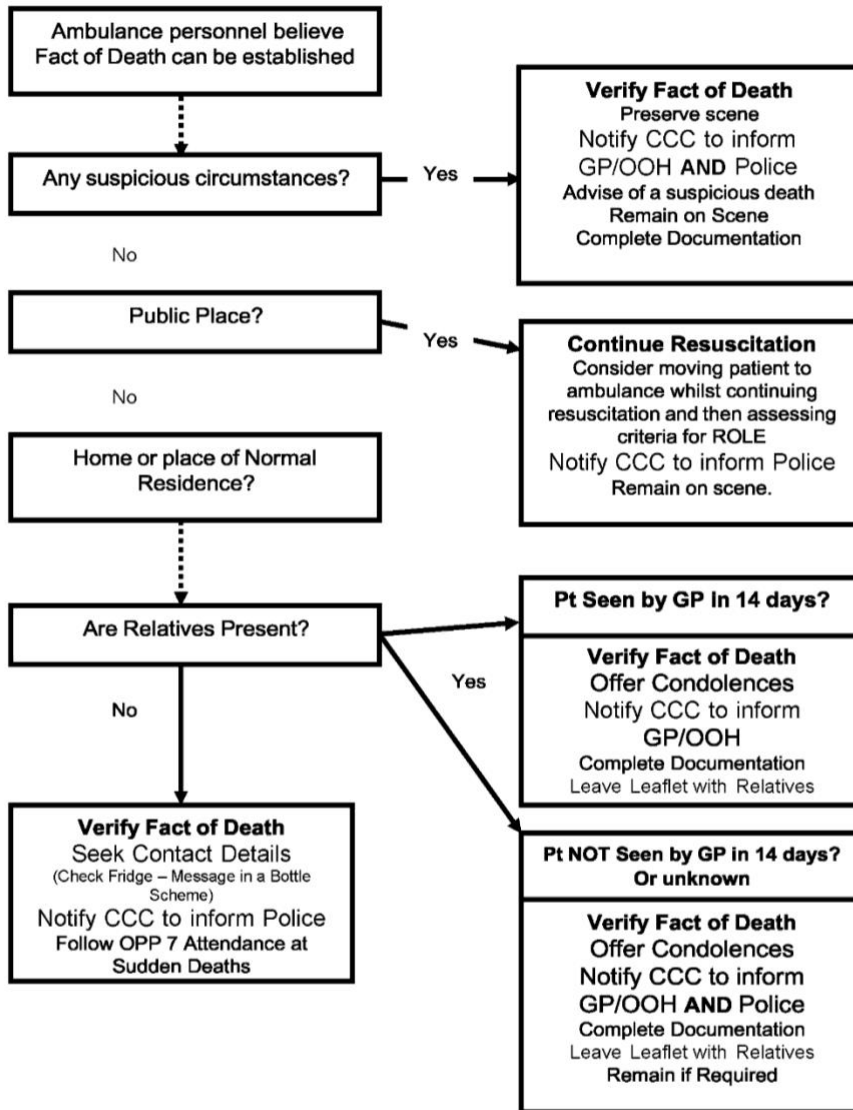 Ambulance personnel believe
Fact of Death can be established
Any suspicious circumstances?
Yes
Verify Fact of Death
Preserve scene
Notify CCC to inform
GP/OOH AND Police
Advise of a suspicious death
Remain on Scene
Complete Documentation
No
Public Place?
Yes
Continue Resuscitation
Consider moving patient to
ambulance whilst continuing
resuscitation and then assessing
criteria for ROLE
Notify CCC to inform Police
Remain on scene.
No
Home or place of Normal
Residence?
Are Relatives Present?
Yes
Pt Seen by GP In 14 days?
Verify Fact of Death
Offer Condolences
Notify CCC to inform
GP/OOH
Complete Documentation
Leave Leaflet with Relatives
No
Verify Fact of Death
Seek Contact Details
(Check Fridge – Message in a Bottle
Scheme)
Notify CCC to inform Police
Follow OPP 7 Attendance at
Sudden Deaths
Pt NOT Seen by GP in 14 days?
Or unknown
Verify Fact of Death
Offer Condolences
Notify CCC to inform
GP/OOH AND Police
Complete Documentation
Leave Leaflet with Relatives
Remain if Required